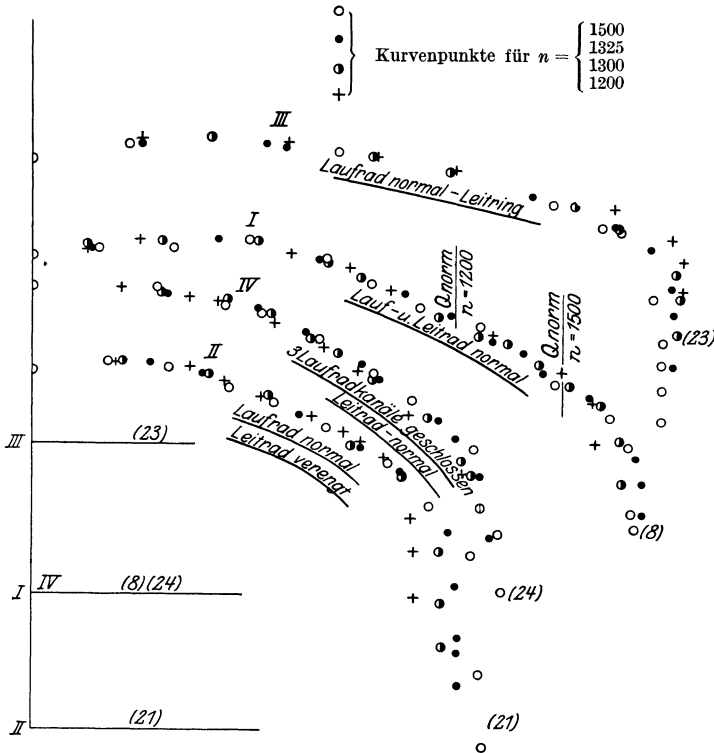 1500
1325
Kurvenpunkte für n =
1300
1200
III
Laufrad normal – Leitring
I
Q norm
n = 1200
IV
Lauf- u. Leitrad normal
Q norm
n = 1500
(23)
II
3 Laufradkanäle geschlossen
Leitrad – normal
Laufrad normal
Leitrad verengt
III
(23)
(8)
I
IV
(8)(24)
(24)
II
(21)
(21)